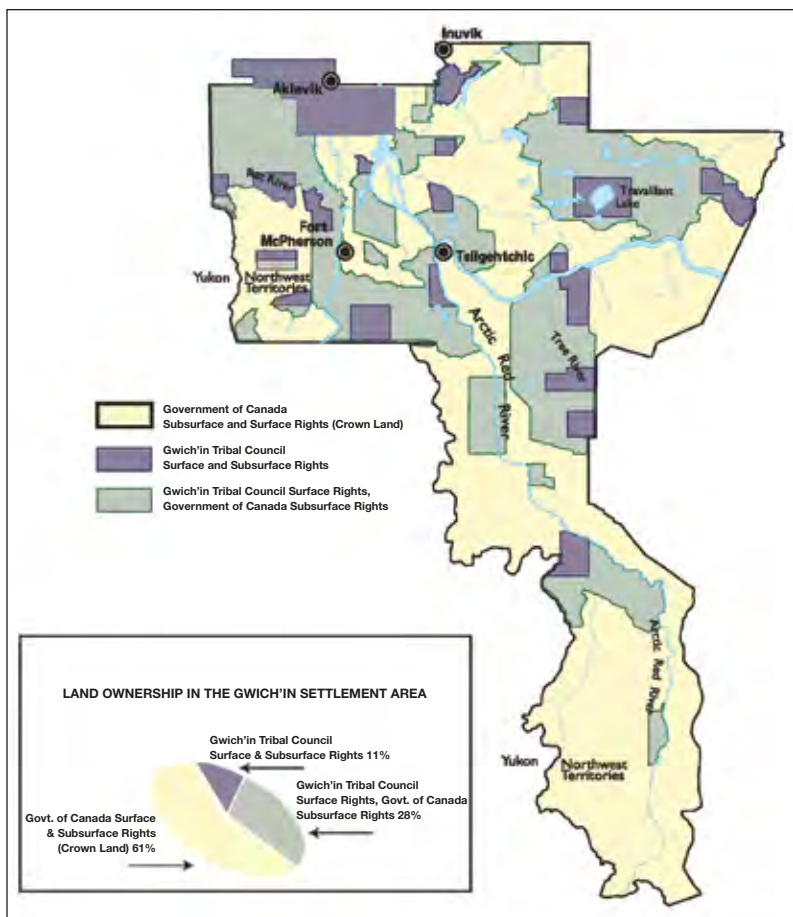 Inuvik
Aklavik
Rat River
Travaillant
Lake
Fort
McPherson
Tsiigehtchic
Yukon
Northwest
Territories
Arctic Red River
Tree River
Government of Canada
Subsurface and Surface Rights (Crown Land)
Gwich'in Tribal Council
Surface and Subsurface Rights
Gwich'in Tribal Council Surface Rights,
Government of Canada Subsurface Rights
Arctic Red River
Yukon
Northwest
Territories
LAND OWNERSHIP IN THE GWICH'IN SETTLEMENT AREA
Gwich'in Tribal Council
Surface & Subsurface Rights 11%
Gwich'in Tribal Council
Surface Rights, Govt. of Canada
Subsurface Rights 28%
Govt. of Canada Surface
& Subsurface Rights
(Crown Land) 61%